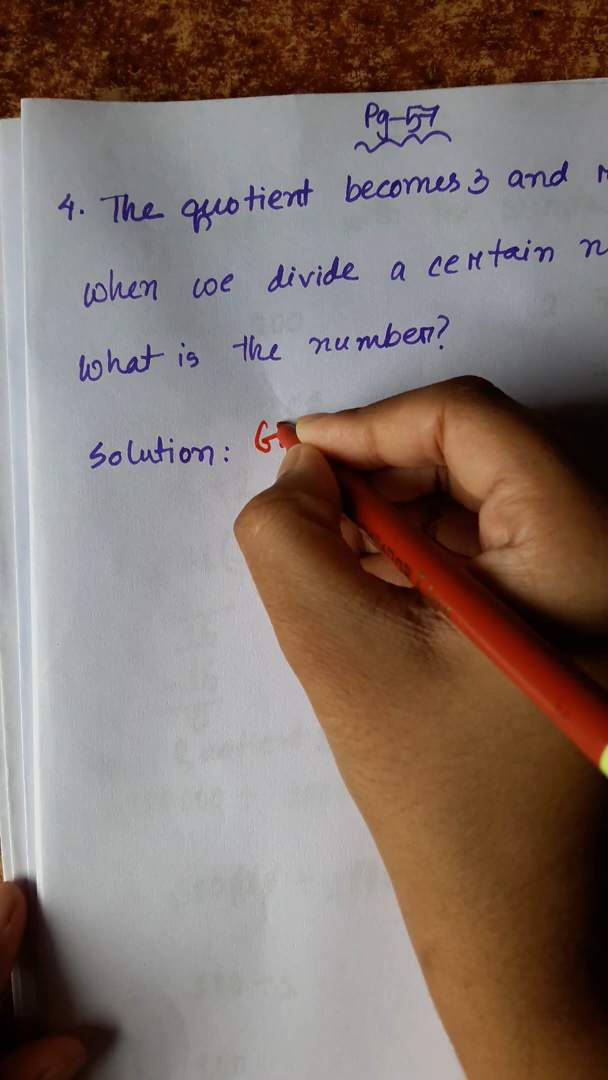 Pg-57
4. The quotient becomes 3 and
when we divide a certain
What is the number?
Solution: G